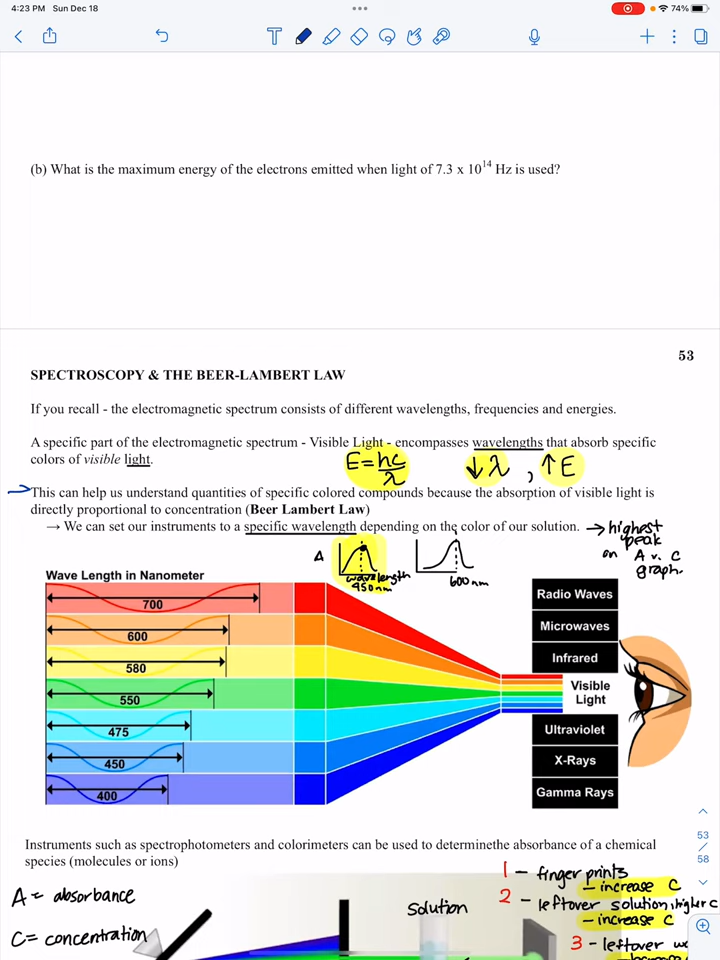 4:23 PM Sun Dec 18
74%
T
(b) What is the maximum energy of the electrons emitted when light of 7.3 x 10¹⁴ Hz is used?
53
SPECTROSCOPY & THE BEER-LAMBERT LAW
If you recall - the electromagnetic spectrum consists of different wavelengths, frequencies and energies.
A specific part of the electromagnetic spectrum - Visible Light - encompasses wavelengths that absorb specific
colors of visible light.
E = hc/λ
↓ λ , ↑ E
→ This can help us understand quantities of specific colored compounds because the absorption of visible light is
directly proportional to concentration (Beer Lambert Law)
→ We can set our instruments to a specific wavelength depending on the color of our solution.
→ highest
peak
on A v. C
graph.
A
wavelength
450nm
600nm
Wave Length in Nanometer
700
600
580
550
475
450
400
Radio Waves
Microwaves
Infrared
Visible
Light
Ultraviolet
X-Rays
Gamma Rays
53
/
58
Instruments such as spectrophotometers and colorimeters can be used to determinethe absorbance of a chemical
species (molecules or ions)
A = absorbance
C = concentration
solution
1 - finger prints
- increase C
2 - leftover solution, higher C
- increase C
3 - leftover